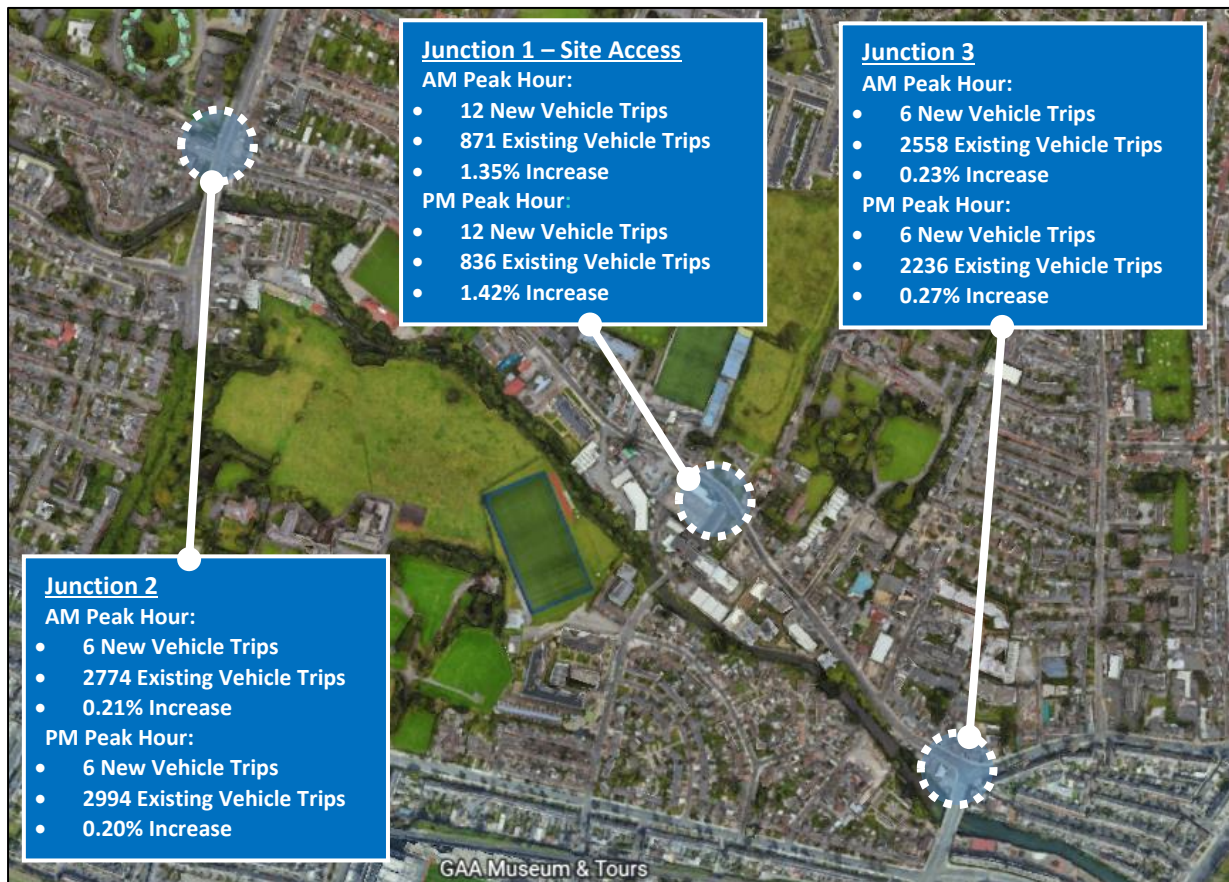 Junction 1 – Site Access
AM Peak Hour:
• 12 New Vehicle Trips
• 871 Existing Vehicle Trips
• 1.35% Increase
PM Peak Hour:
• 12 New Vehicle Trips
• 836 Existing Vehicle Trips
• 1.42% Increase
Junction 3
AM Peak Hour:
• 6 New Vehicle Trips
• 2558 Existing Vehicle Trips
• 0.23% Increase
PM Peak Hour:
• 6 New Vehicle Trips
• 2236 Existing Vehicle Trips
• 0.27% Increase
Junction 2
AM Peak Hour:
• 6 New Vehicle Trips
• 2774 Existing Vehicle Trips
• 0.21% Increase
PM Peak Hour:
• 6 New Vehicle Trips
• 2994 Existing Vehicle Trips
• 0.20% Increase
GAA Museum & Tours